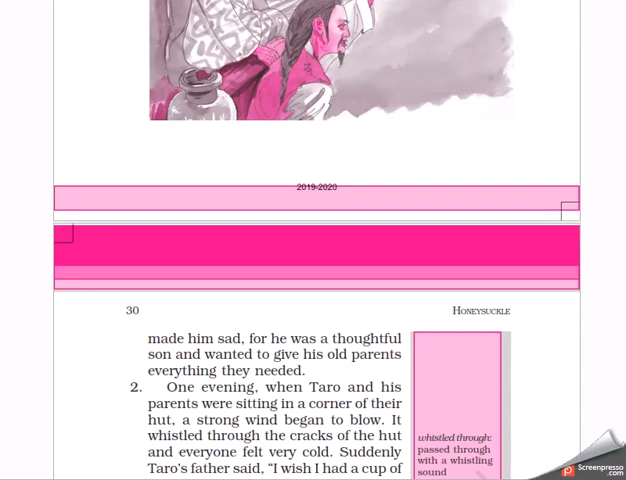 2019-2020
30
HONEYSUCKLE
made him sad, for he was a thoughtful
son and wanted to give his old parents
everything they needed.
2. One evening, when Taro and his
parents were sitting in a corner of their
hut, a strong wind began to blow. It
whistled through the cracks of the hut
and everyone felt very cold. Suddenly
Taro's father said, “I wish I had a cup of
whistled through:
passed through
with a whistling
sound
Screenpresso
.com